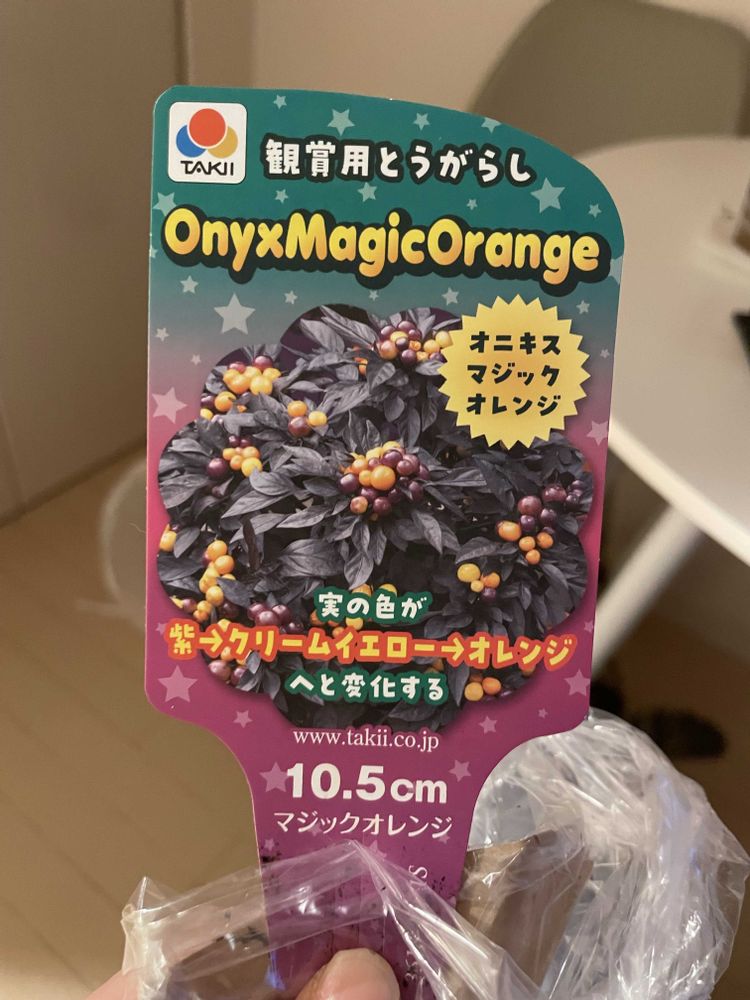 TAKII
観賞用とうがらし
OnyxMagicOrange
オニキス
マジック
オレンジ
実の色が
紫→クリームイエロー→オレンジ
へと変化する
www.takii.co.jp
10.5cm
マジックオレンジ